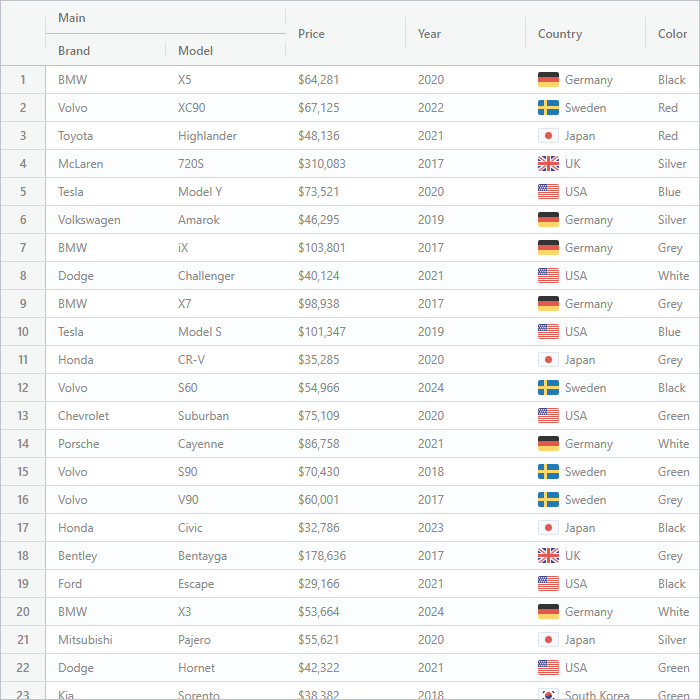 Main
Price Year Country Color
Brand Model
1 BMW X5 $64,281 2020 Germany Black
2 Volvo XC90 $67,125 2022 Sweden Red
3 Toyota Highlander $48,136 2021 Japan Red
4 McLaren 720S $310,083 2017 UK Silver
5 Tesla Model Y $73,521 2020 USA Blue
6 Volkswagen Amarok $46,295 2019 Germany Silver
7 BMW iX $103,801 2017 Germany Grey
8 Dodge Challenger $40,124 2021 USA White
9 BMW X7 $98,938 2017 Germany Grey
10 Tesla Model S $101,347 2019 USA Blue
11 Honda CR-V $35,285 2020 Japan Grey
12 Volvo S60 $54,966 2024 Sweden Black
13 Chevrolet Suburban $75,109 2020 USA Green
14 Porsche Cayenne $86,758 2021 Germany White
15 Volvo S90 $70,430 2018 Sweden Green
16 Volvo V90 $60,001 2017 Sweden Grey
17 Honda Civic $32,786 2023 Japan Black
18 Bentley Bentayga $178,636 2017 UK Grey
19 Ford Escape $29,166 2021 USA Black
20 BMW X3 $53,664 2024 Germany White
21 Mitsubishi Pajero $55,621 2020 Japan Silver
22 Dodge Hornet $42,322 2021 USA Green
23 Kia Sorento $38,382 2018 South Korea Green